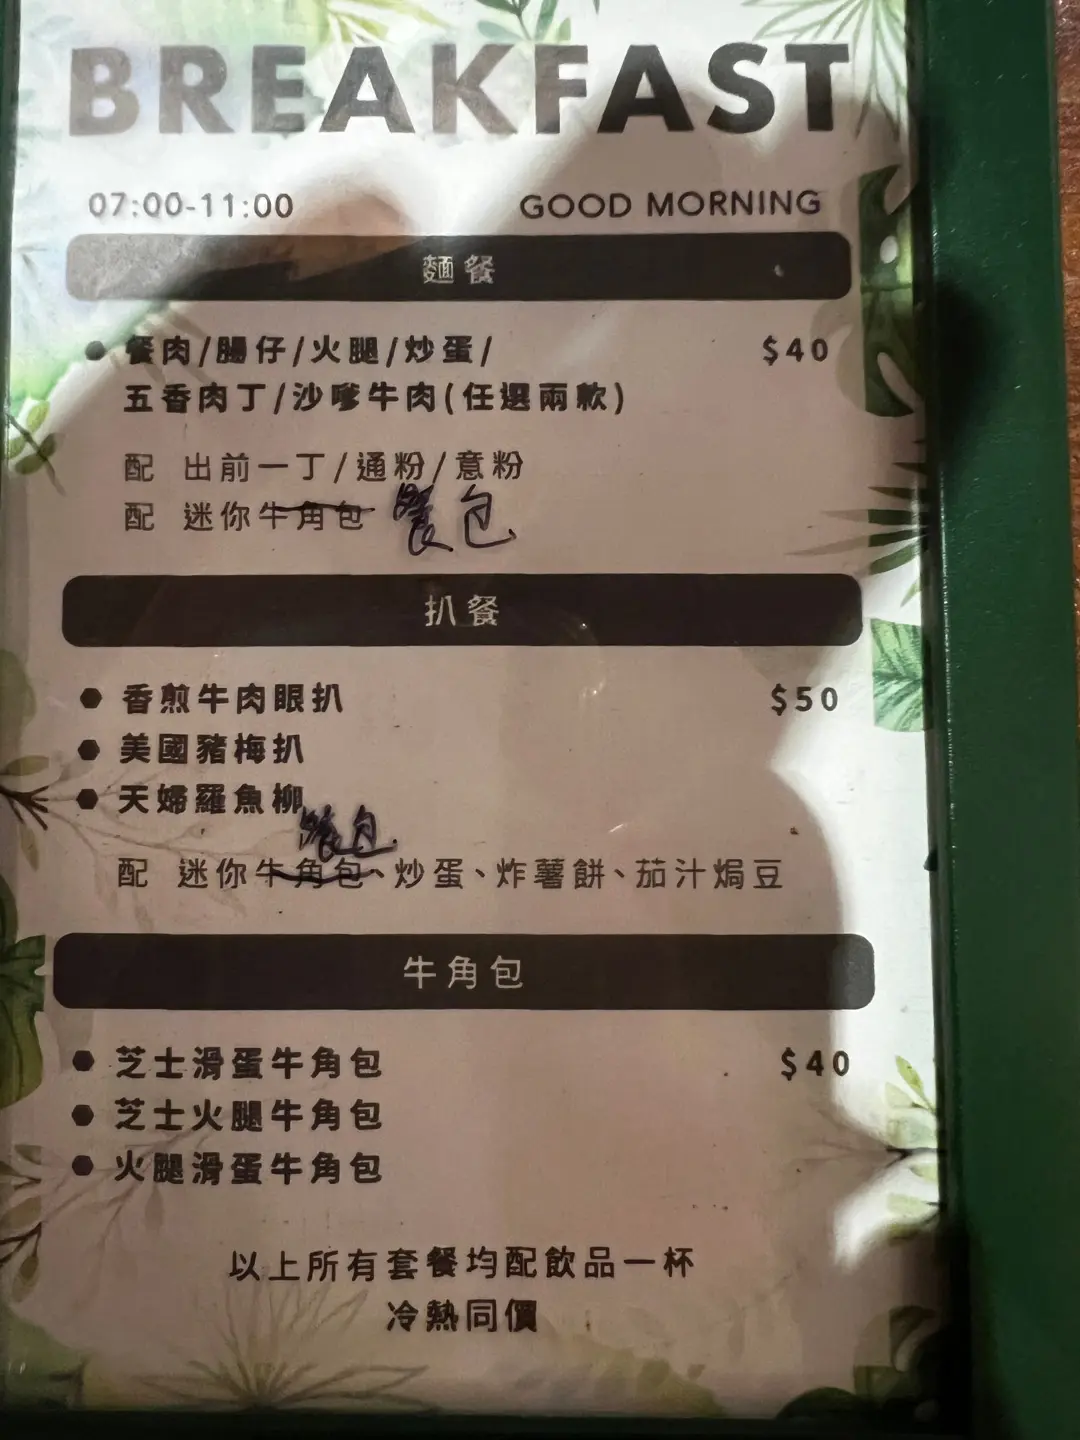 BREAKFAST
07:00-11:00 GOOD MORNING
麵餐
餐肉/腸仔/火腿/炒蛋/ $40
五香肉丁/沙嗲牛肉(任選兩款)
配 出前一丁/通粉/意粉
配 迷你牛角包 餐包
扒餐
香煎牛肉眼扒 $50
美國豬梅扒
天婦羅魚柳
餐包
配 迷你牛角包、炒蛋、炸薯餅、茄汁焗豆
牛角包
芝士滑蛋牛角包 $40
芝士火腿牛角包
火腿滑蛋牛角包
以上所有套餐均配飲品一杯
冷熱同價